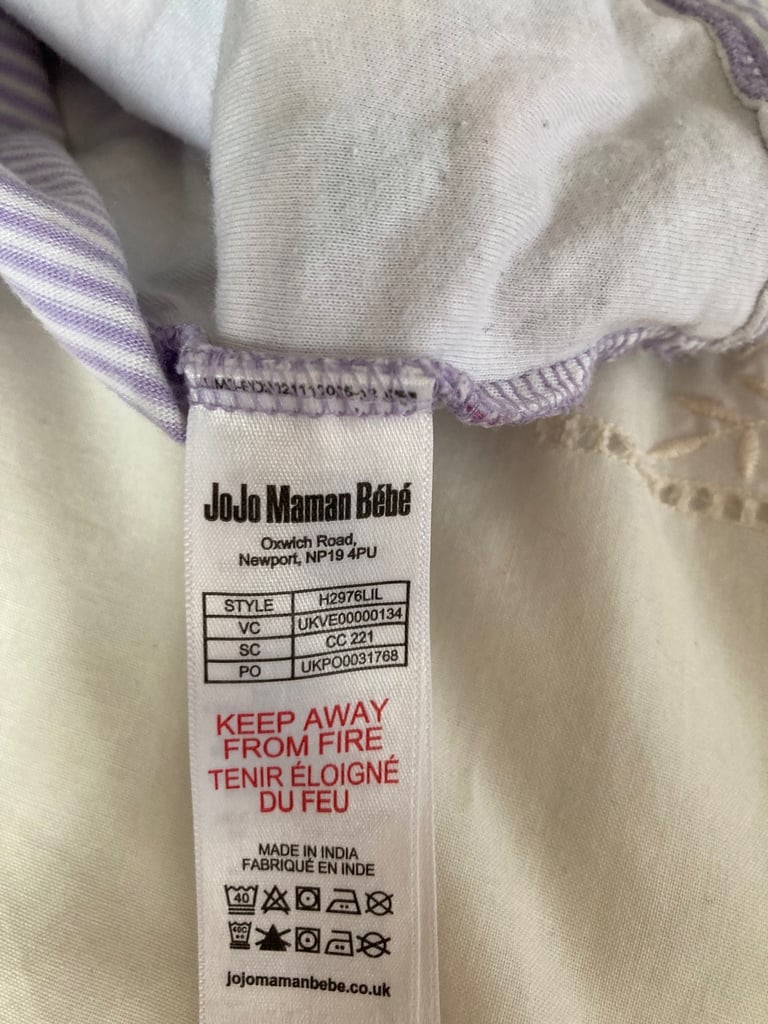 JoJo Maman Bébé
Oxwich Road,
Newport, NP19 4PU
STYLE H2976LIL
VC UKVE00000134
SC CC 221
PO UKPO0031768
KEEP AWAY
FROM FIRE
TENIR ÉLOIGNÉ
DU FEU
MADE IN INDIA
FABRIQUÉ EN INDE
40
40C
jojomamanbebe.co.uk